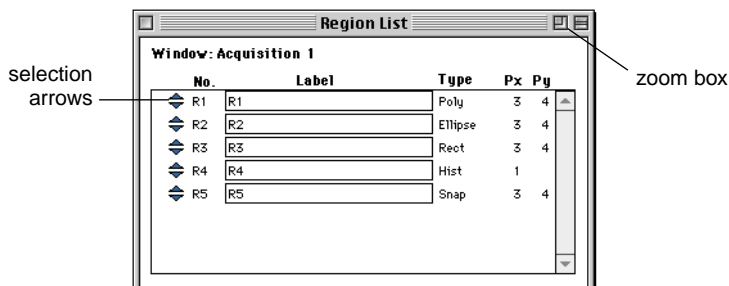 Region List
Window: Acquisition 1
selection arrows
zoom box
No. Label Type Px Py
R1 R1 Poly 3 4
R2 R2 Ellipse 3 4
R3 R3 Rect 3 4
R4 R4 Hist 1
R5 R5 Snap 3 4